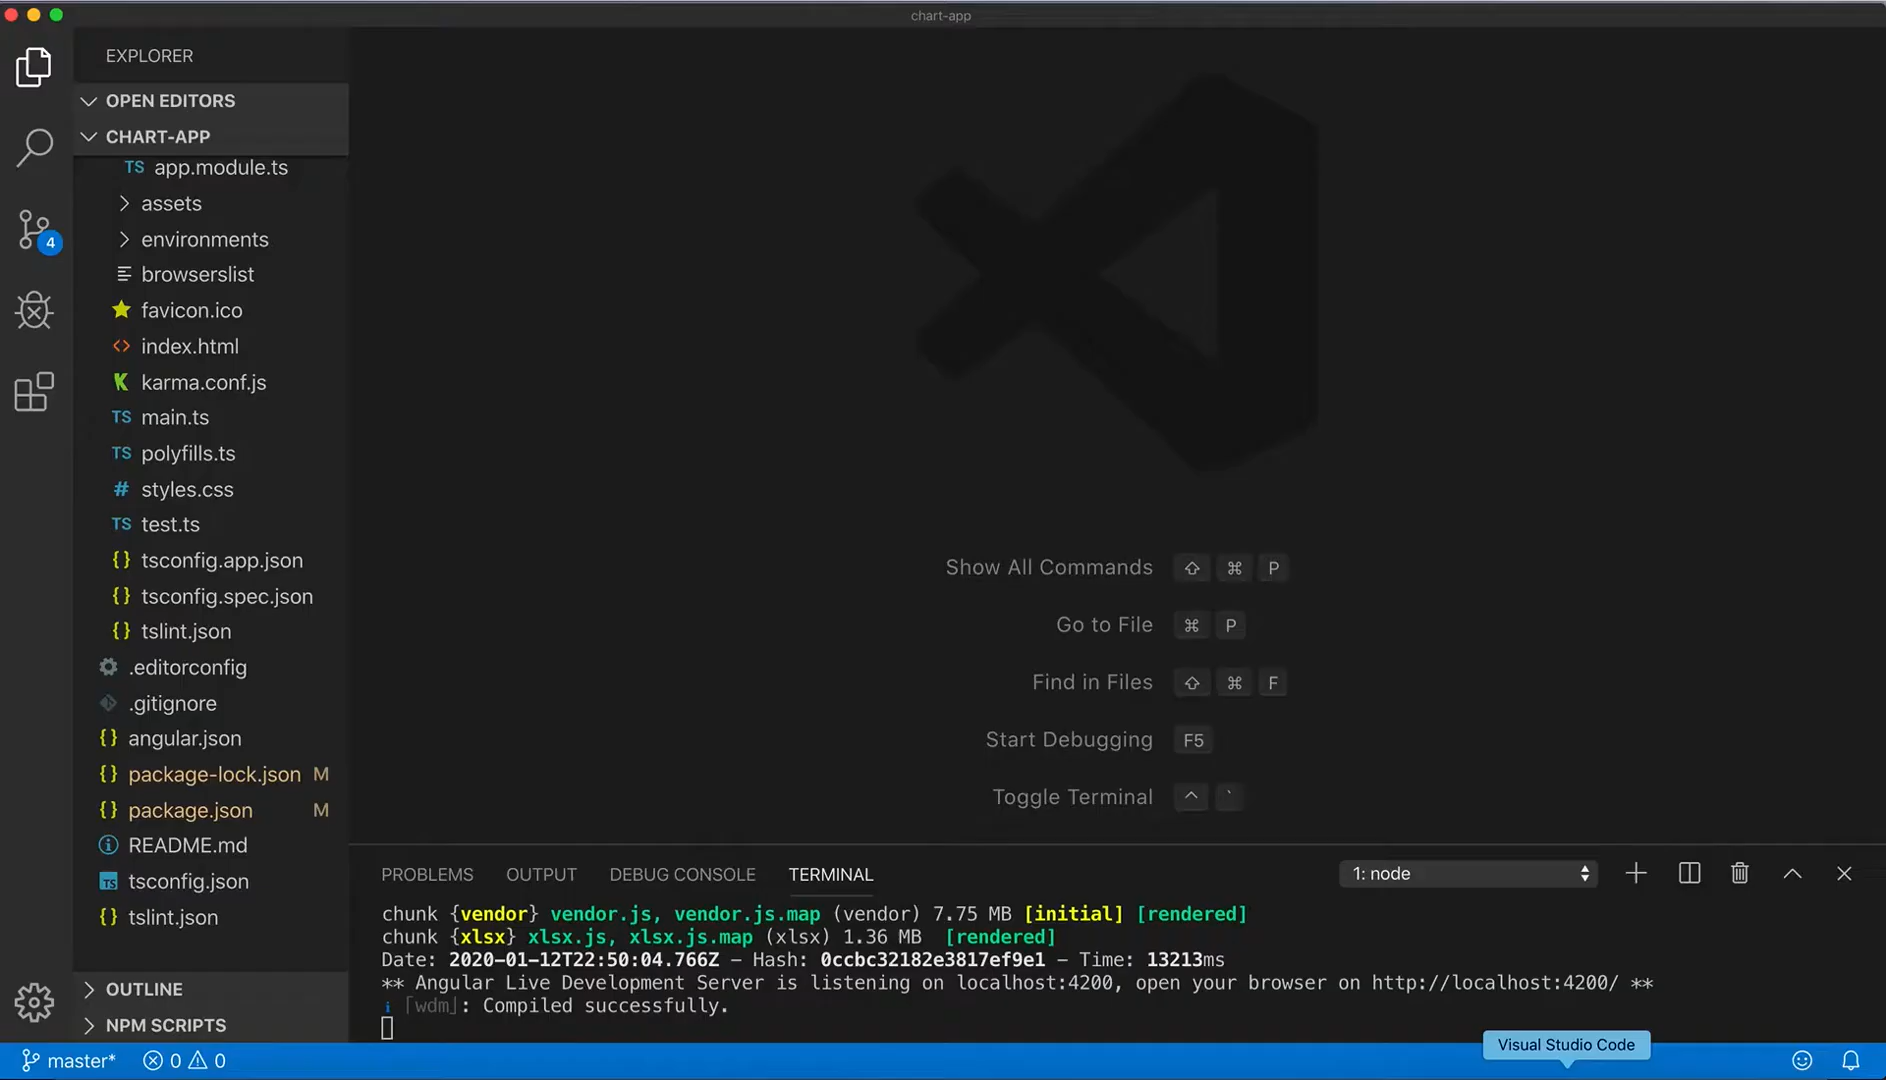 chart-app
EXPLORER
OPEN EDITORS
CHART-APP
TS app.module.ts
assets
environments
browserslist
favicon.ico
<> index.html
karma.conf.js
TS main.ts
TS polyfills.ts
# styles.css
TS test.ts
{} tsconfig.app.json
{} tsconfig.spec.json
{} tslint.json
.editorconfig
.gitignore
{} angular.json
{} package-lock.json M
{} package.json M
README.md
TS tsconfig.json
{} tslint.json
OUTLINE
NPM SCRIPTS
4
Show All Commands ⇧ ⌘ P
Go to File ⌘ P
Find in Files ⇧ ⌘ F
Start Debugging F5
Toggle Terminal ^ `
PROBLEMS OUTPUT DEBUG CONSOLE TERMINAL 1: node
chunk {vendor} vendor.js, vendor.js.map (vendor) 7.75 MB [initial] [rendered]
chunk {xlsx} xlsx.js, xlsx.js.map (xlsx) 1.36 MB [rendered]
Date: 2020-01-12T22:50:04.766Z - Hash: 0ccbc32182e3817ef9e1 - Time: 13213ms
** Angular Live Development Server is listening on localhost:4200, open your browser on http://localhost:4200/ **
i ｢wdm｣: Compiled successfully.
master* 0 0
Visual Studio Code